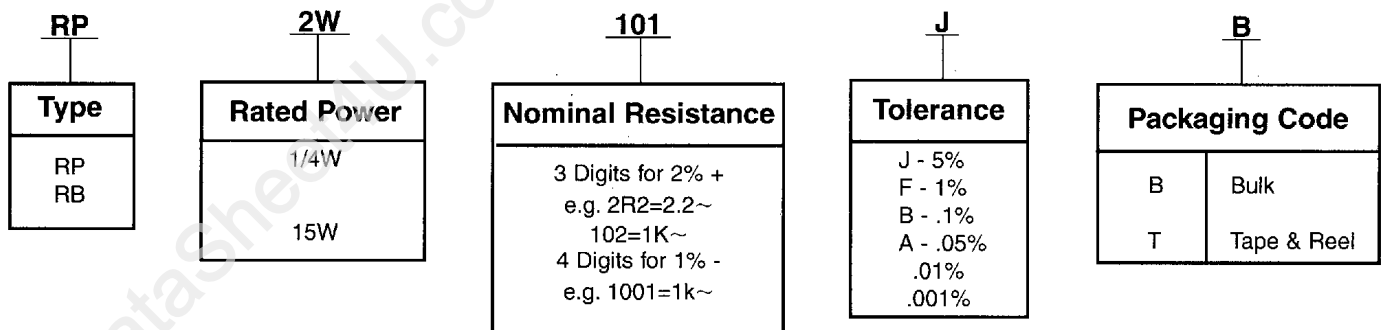 RP 2W 101 J B
Type
RP
RB
Rated Power
1/4W
15W
Nominal Resistance
3 Digits for 2% +
e.g. 2R2=2.2~
102=1K~
4 Digits for 1% -
e.g. 1001=1k~
Tolerance
J - 5%
F - 1%
B - .1%
A - .05%
.01%
.001%
Packaging Code
B Bulk
T Tape & Reel
ataSheet4U.co